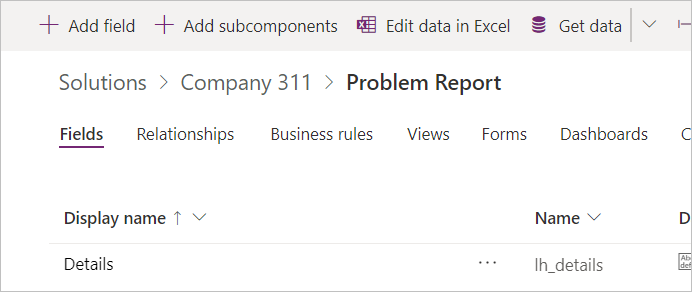 Add field Add subcomponents Edit data in Excel Get data
Solutions > Company 311 > Problem Report
Fields Relationships Business rules Views Forms Dashboards C
Display name ↑ Name D
Details ··· lh_details